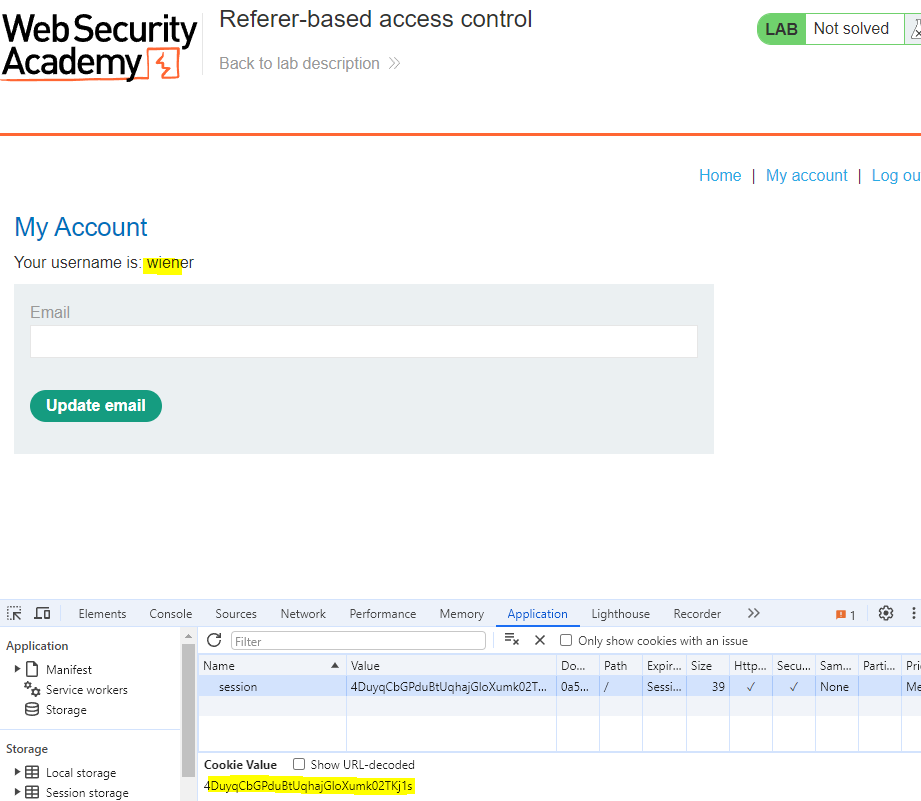 Web Security
Academy
Referer-based access control
Back to lab description
LAB Not solved
Home | My account | Log ou
My Account
Your username is: wiener
Email
Update email
Elements Console Sources Network Performance Memory Application Lighthouse Recorder 1
Application
Manifest
Service workers
Storage
Storage
Local storage
Session storage
Filter
Only show cookies with an issue
Name Value Do... Path Expir... Size Http... Secu... Sam... Parti... Pri
session 4DuyqCbGPduBtUqhajGloXumk02T... 0a5... / Sessi... 39 ✓ ✓ None Me
Cookie Value Show URL-decoded
4DuyqCbGPduBtUqhajGloXumk02TKj1s